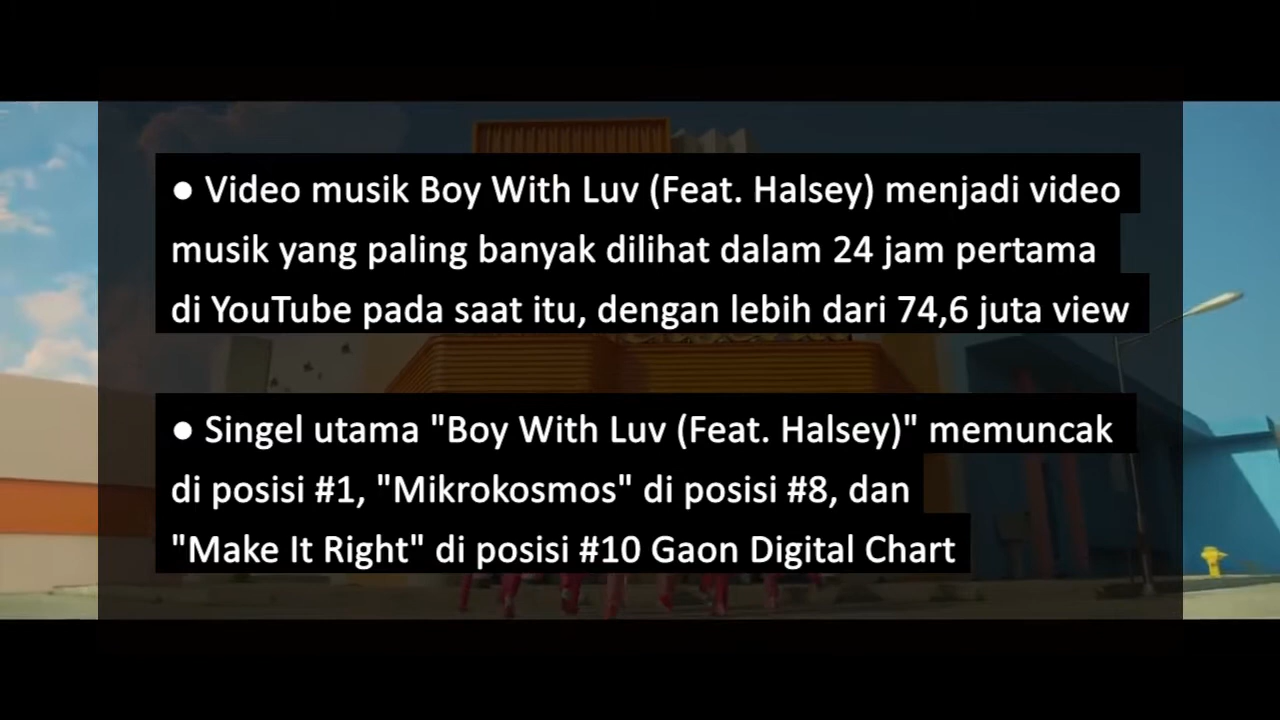 ● Video musik Boy With Luv (Feat. Halsey) menjadi video
musik yang paling banyak dilihat dalam 24 jam pertama
di YouTube pada saat itu, dengan lebih dari 74,6 juta view
● Singel utama "Boy With Luv (Feat. Halsey)" memuncak
di posisi #1, "Mikrokosmos" di posisi #8, dan
"Make It Right" di posisi #10 Gaon Digital Chart